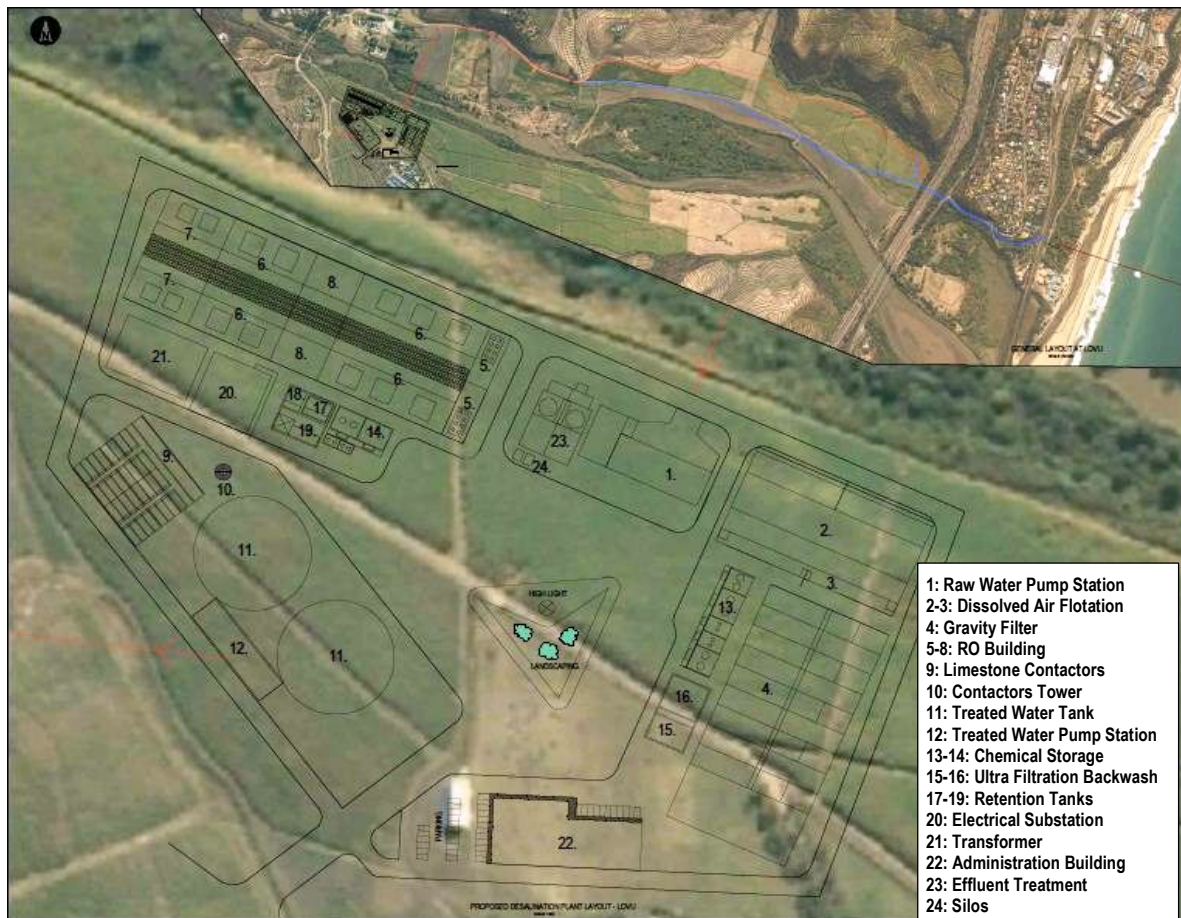 GENERAL LAYOUT AT LOVU
7.
6.
8.
7.
6.
6.
5.
8.
6.
5.
21.
20.
18.
17
19.
14.
23.
24.
1.
9.
10.
2.
3.
11.
HIGH LIGHT
13.
12.
11.
LANDSCAPING
4.
16.
15.
PARKING
22.
1: Raw Water Pump Station
2-3: Dissolved Air Flotation
4: Gravity Filter
5-8: RO Building
9: Limestone Contactors
10: Contactors Tower
11: Treated Water Tank
12: Treated Water Pump Station
13-14: Chemical Storage
15-16: Ultra Filtration Backwash
17-19: Retention Tanks
20: Electrical Substation
21: Transformer
22: Administration Building
23: Effluent Treatment
24: Silos
PROPOSED DESALINATION PLANT LAYOUT - LOVU